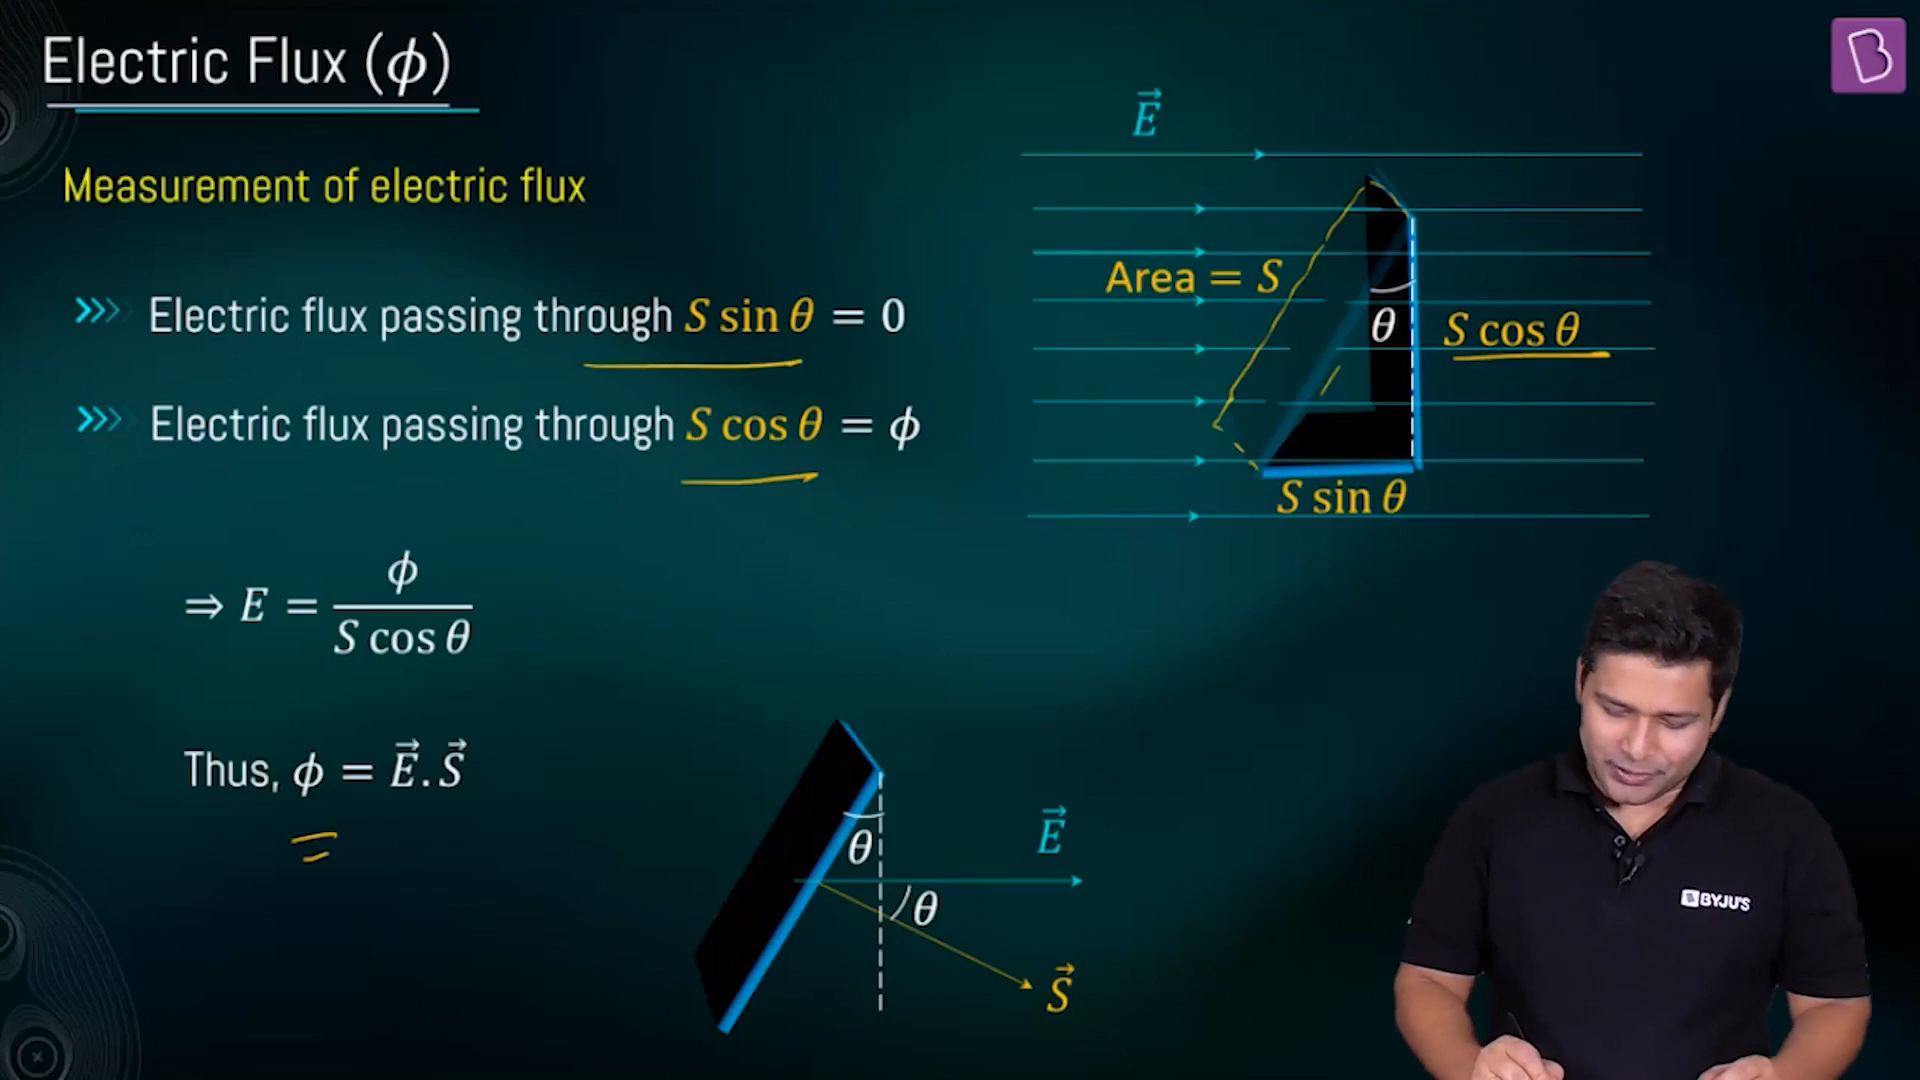 Electric Flux (ϕ)
Measurement of electric flux
Electric flux passing through S sin θ = 0
Electric flux passing through S cos θ = ϕ
⇒ E = ϕ / S cos θ
Thus, ϕ = E⃗ . S⃗
E⃗
Area = S
θ
S cos θ
S sin θ
θ
E⃗
θ
S⃗
B
BYJU'S